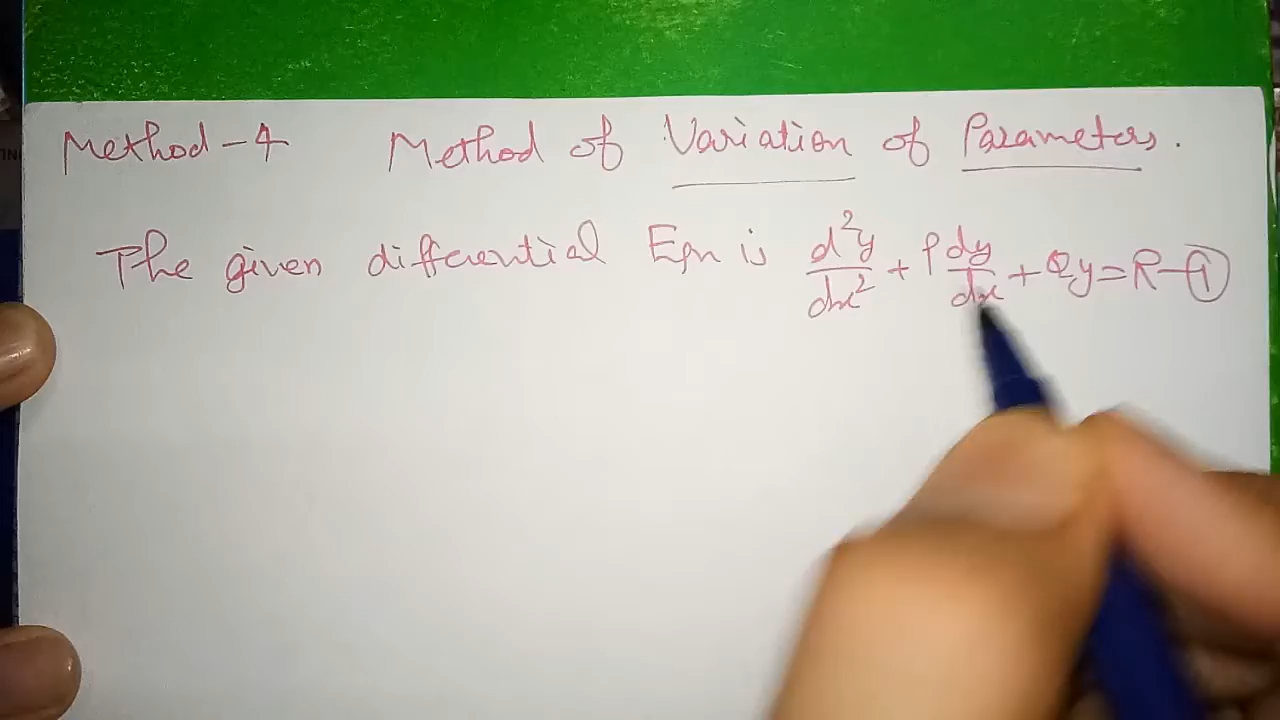 Method-4 Method of Variation of Parameters.
The given differential Eqn is d²y/dx² + P dy/dx + Qy = R - ①